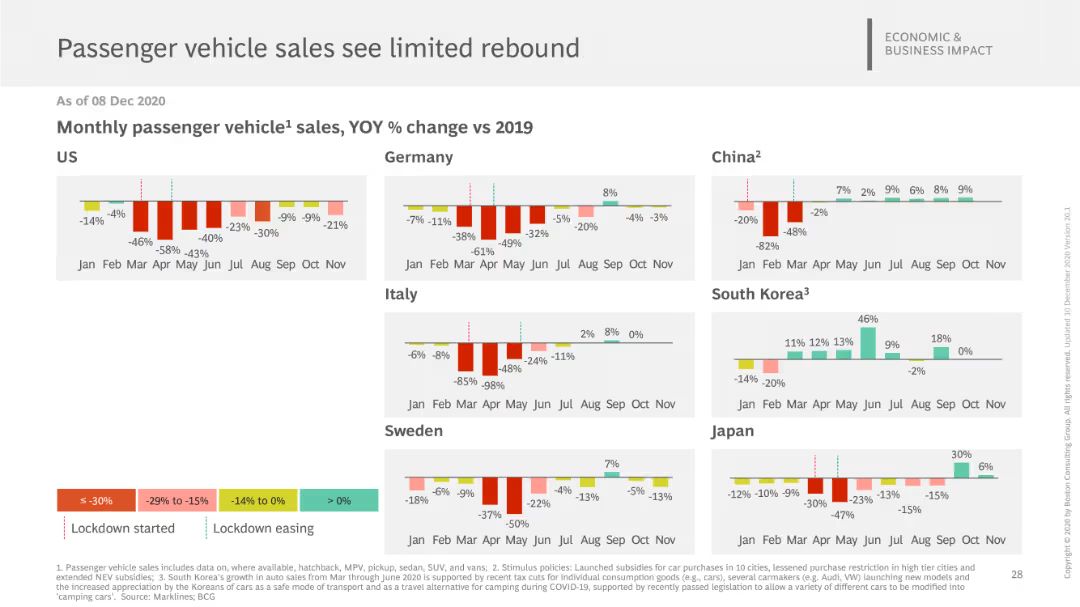 Passenger vehicle sales see limited rebound
ECONOMIC &
BUSINESS IMPACT
As of 08 Dec 2020
Monthly passenger vehicle¹ sales, YOY % change vs 2019
US
-14% -4% -46% -58% -43% -40% -23% -30% -9% -9% -21%
Jan Feb Mar Apr May Jun Jul Aug Sep Oct Nov
Germany
-7% -11% -38% -61% -49% -32% -5% -20% 8% -4% -3%
Jan Feb Mar Apr May Jun Jul Aug Sep Oct Nov
China²
-20% -82% -48% -2% 7% 2% 9% 6% 8% 9%
Jan Feb Mar Apr May Jun Jul Aug Sep Oct Nov
Italy
-6% -8% -85% -98% -48% -24% -11% 2% 8% 0%
Jan Feb Mar Apr May Jun Jul Aug Sep Oct Nov
South Korea³
-14% -20% 11% 12% 13% 46% 9% -2% 18% 0%
Jan Feb Mar Apr May Jun Jul Aug Sep Oct Nov
Sweden
-18% -6% -9% -37% -50% -22% -4% -13% 7% -5% -13%
Jan Feb Mar Apr May Jun Jul Aug Sep Oct Nov
Japan
-12% -10% -9% -30% -47% -23% -13% -15% -15% 30% 6%
Jan Feb Mar Apr May Jun Jul Aug Sep Oct Nov
≤ -30% -29% to -15% -14% to 0% > 0%
Lockdown started Lockdown easing
1. Passenger vehicle sales includes data on, where available, hatchback, MPV, pickup, sedan, SUV, and vans; 2. Stimulus policies: Launched subsidies for car purchases in 10 cities, lessened purchase restriction in high tier cities and
extended NEV subsidies; 3. South Korea's growth in auto sales from Mar through June 2020 is supported by recent tax cuts for individual consumption goods (e.g., cars), several carmakers (e.g. Audi, VW) launching new models and
the increased appreciation by the Koreans of cars as a safe mode of transport and as a travel alternative for camping during COVID-19, supported by recently passed legislation to allow a variety of different cars to be modified into
'camping cars'. Source: Marklines; BCG
28
Copyright © 2020 by Boston Consulting Group. All rights reserved. Updated 10 December 2020 Version 20.1